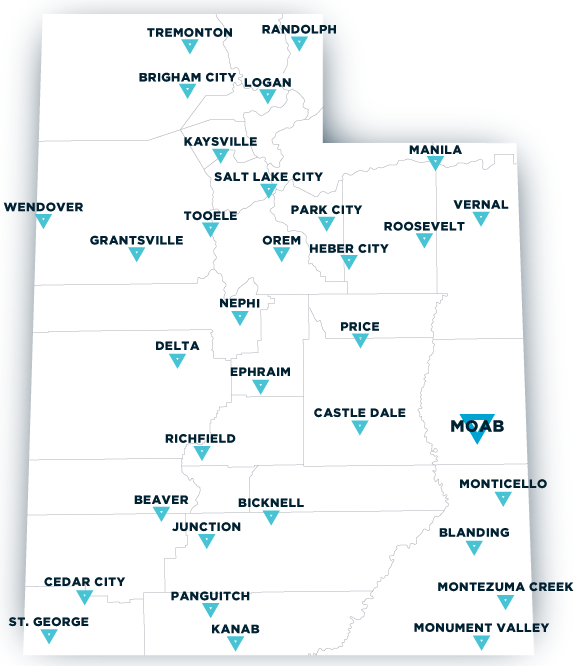 RANDOLPH
TREMONTON
BRIGHAM CITY
LOGAN
KAYSVILLE
MANILA
SALT LAKE CITY
WENDOVER
TOOELE
PARK CITY
VERNAL
ROOSEVELT
GRANTSVILLE
OREM
HEBER CITY
NEPHI
PRICE
DELTA
EPHRAIM
CASTLE DALE
MOAB
RICHFIELD
MONTICELLO
BEAVER
BICKNELL
JUNCTION
BLANDING
CEDAR CITY
MONTEZUMA CREEK
PANGUITCH
ST. GEORGE
KANAB
MONUMENT VALLEY